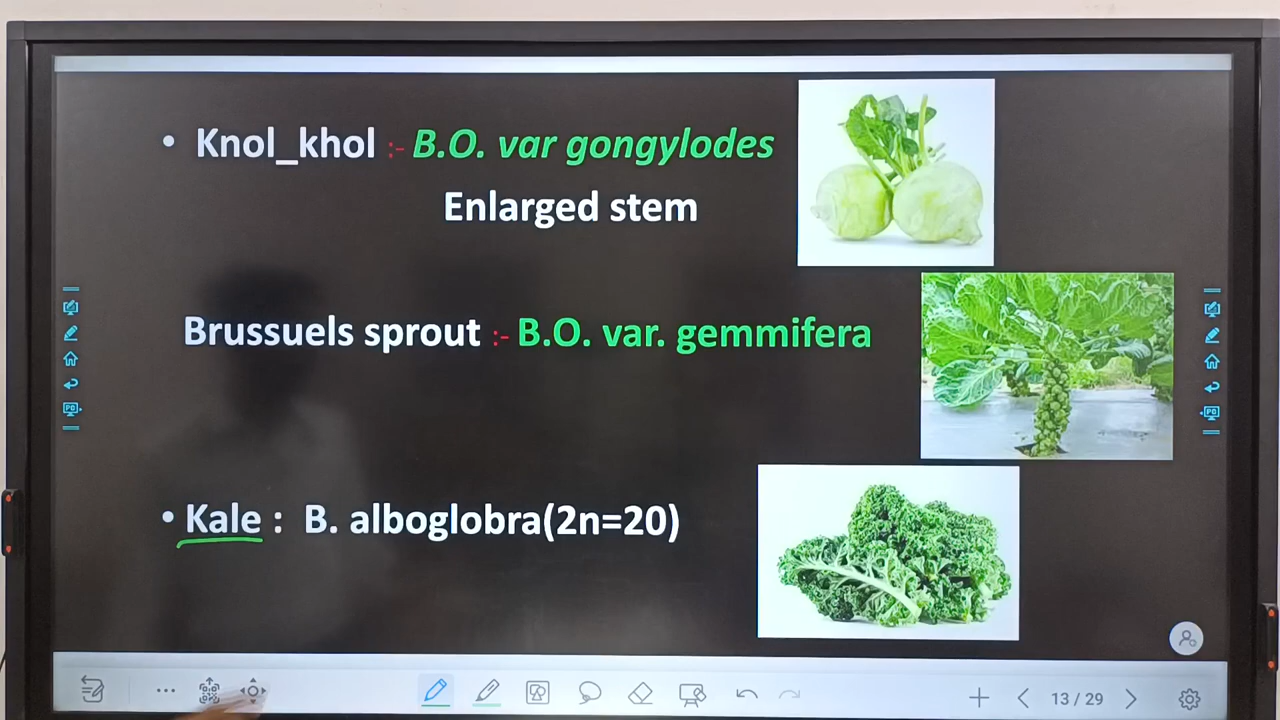 • Knol_khol :- B.O. var gongylodes
Enlarged stem
Brussuels sprout :- B.O. var. gemmifera
• Kale : B. alboglobra(2n=20)
13 / 29